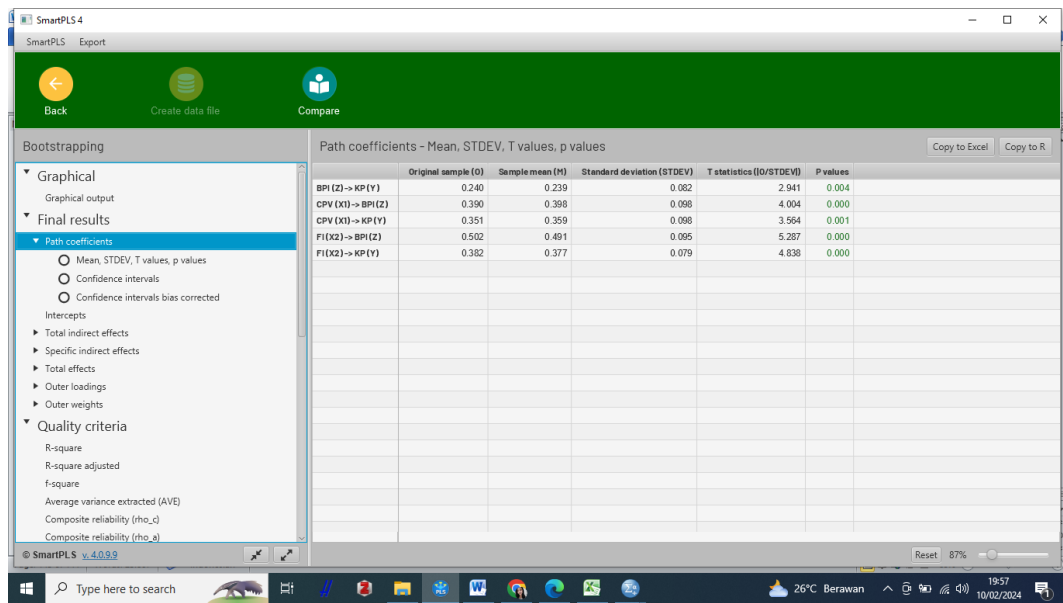 SmartPLS 4
SmartPLS Export
Back Create data file Compare
Bootstrapping
Graphical
Graphical output
Final results
Path coefficients
Mean, STDEV, T values, p values
Confidence intervals
Confidence intervals bias corrected
Intercepts
Total indirect effects
Specific indirect effects
Total effects
Outer loadings
Outer weights
Quality criteria
R-square
R-square adjusted
f-square
Average variance extracted (AVE)
Composite reliability (rho_c)
Composite reliability (rho_a)
Path coefficients - Mean, STDEV, T values, p values Copy to Excel Copy to R
Original sample (O) Sample mean (M) Standard deviation (STDEV) T statistics (|O/STDEV|) P values
BPI (Z) -> KP (Y) 0.240 0.239 0.082 2.941 0.004
CPV (X1) -> BPI (Z) 0.390 0.398 0.098 4.004 0.000
CPV (X1) -> KP (Y) 0.351 0.359 0.098 3.564 0.001
FI (X2) -> BPI (Z) 0.502 0.491 0.095 5.287 0.000
FI (X2) -> KP (Y) 0.382 0.377 0.079 4.838 0.000
© SmartPLS v. 4.0.9.9 Reset 87%
Type here to search 26°C Berawan 19:57
10/02/2024